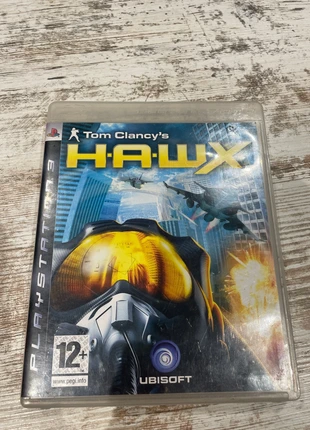 Tom Clancy's
H.A.W.X
PLAYSTATION 3
12+
www.pegi.info
UBISOFT